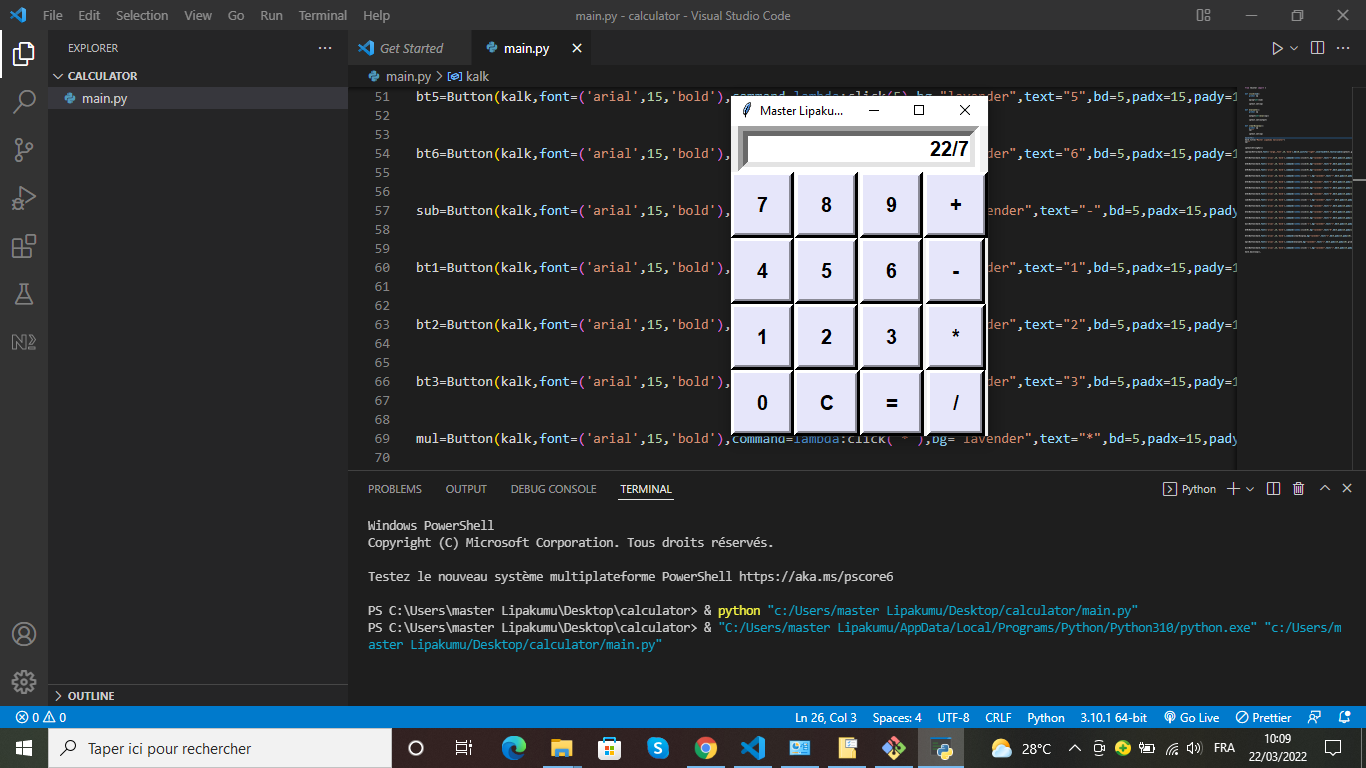 File Edit Selection View Go Run Terminal Help
main.py - calculator - Visual Studio Code
EXPLORER
CALCULATOR
main.py
OUTLINE
Get Started
main.py
main.py > kalk
51 bt5=Button(kalk,font=('arial',15,'bold'),command=lambda:click(5),bg="lavender",text="5",bd=5,padx=15,pady=1
52
53
54 bt6=Button(kalk,font=('arial',15,'bold'), der",text="6",bd=5,padx=15,pady=1
55
56
57 sub=Button(kalk,font=('arial',15,'bold'), ender",text="-",bd=5,padx=15,pady
58
59
60 bt1=Button(kalk,font=('arial',15,'bold'), der",text="1",bd=5,padx=15,pady=1
61
62
63 bt2=Button(kalk,font=('arial',15,'bold'), der",text="2",bd=5,padx=15,pady=1
64
65
66 bt3=Button(kalk,font=('arial',15,'bold'), der",text="3",bd=5,padx=15,pady=1
67
68
69 mul=Button(kalk,font=('arial',15,'bold'),command=lambda:click('*'),bg="lavender",text="*",bd=5,padx=15,pady
70
Master Lipaku...
22/7
7 8 9 +
4 5 6 -
1 2 3 *
0 C = /
PROBLEMS OUTPUT DEBUG CONSOLE TERMINAL
Python
Windows PowerShell
Copyright (C) Microsoft Corporation. Tous droits réservés.
Testez le nouveau système multiplateforme PowerShell https://aka.ms/pscore6
PS C:\Users\master Lipakumu\Desktop\calculator> & python "c:/Users/master Lipakumu/Desktop/calculator/main.py"
PS C:\Users\master Lipakumu\Desktop\calculator> & "C:/Users/master Lipakumu/AppData/Local/Programs/Python/Python310/python.exe" "c:/Users/m
aster Lipakumu/Desktop/calculator/main.py"
0 0
Ln 26, Col 3 Spaces: 4 UTF-8 CRLF Python 3.10.1 64-bit Go Live Prettier
Taper ici pour rechercher
28°C
FRA
10:09
22/03/2022